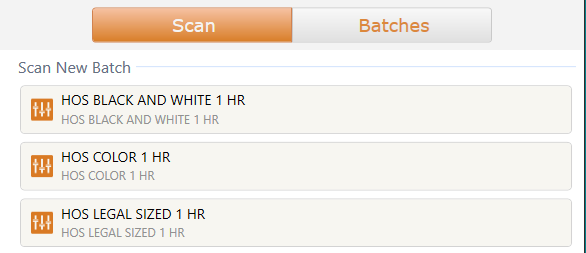 Scan
Batches
Scan New Batch
HOS BLACK AND WHITE 1 HR
HOS BLACK AND WHITE 1 HR
HOS COLOR 1 HR
HOS COLOR 1 HR
HOS LEGAL SIZED 1 HR
HOS LEGAL SIZED 1 HR